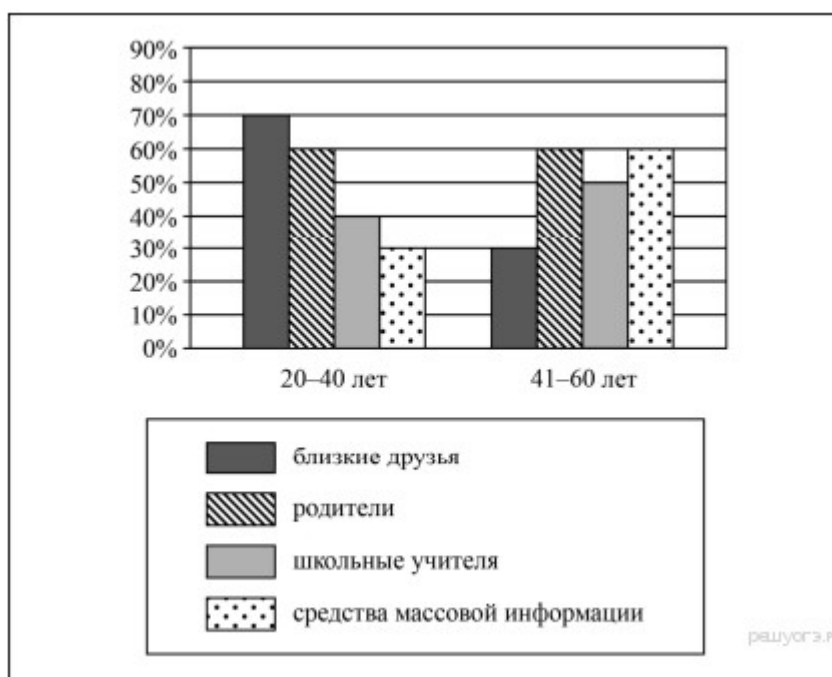 90%
80%
70%
60%
50%
40%
30%
20%
10%
0%
20–40 лет
41–60 лет
близкие друзья
родители
школьные учителя
средства массовой информации